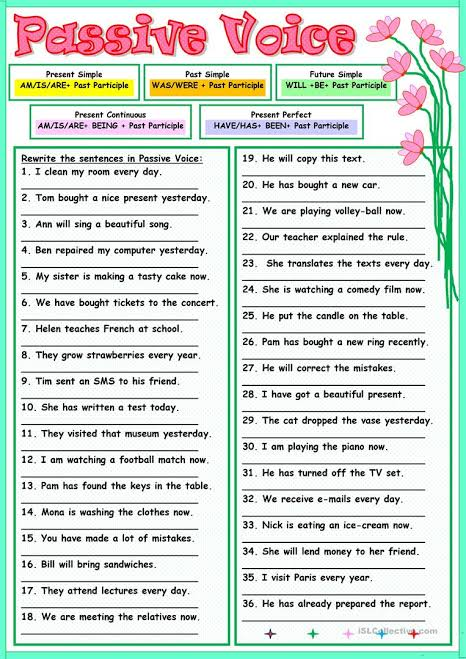 Passive Voice
Present Simple
AM/IS/ARE+ Past Participle
Past Simple
WAS/WERE + Past Participle
Future Simple
WILL +BE+ Past Participle
Present Continuous
AM/IS/ARE+ BEING + Past Participle
Present Perfect
HAVE/HAS+ BEEN+ Past Participle
Rewrite the sentences in Passive Voice:
1. I clean my room every day.
2. Tom bought a nice present yesterday.
3. Ann will sing a beautiful song.
4. Ben repaired my computer yesterday.
5. My sister is making a tasty cake now.
6. We have bought tickets to the concert.
7. Helen teaches French at school.
8. They grow strawberries every year.
9. Tim sent an SMS to his friend.
10. She has written a test today.
11. They visited that museum yesterday.
12. I am watching a football match now.
13. Pam has found the keys in the table.
14. Mona is washing the clothes now.
15. You have made a lot of mistakes.
16. Bill will bring sandwiches.
17. They attend lectures every day.
18. We are meeting the relatives now.
19. He will copy this text.
20. He has bought a new car.
21. We are playing volley-ball now.
22. Our teacher explained the rule.
23. She translates the texts every day.
24. She is watching a comedy film now.
25. He put the candle on the table.
26. Pam has bought a new ring recently.
27. He will correct the mistakes.
28. I have got a beautiful present.
29. The cat dropped the vase yesterday.
30. I am playing the piano now.
31. He has turned off the TV set.
32. We receive e-mails every day.
33. Nick is eating an ice-cream now.
34. She will lend money to her friend.
35. I visit Paris every year.
36. He has already prepared the report.
iSLCollective.com